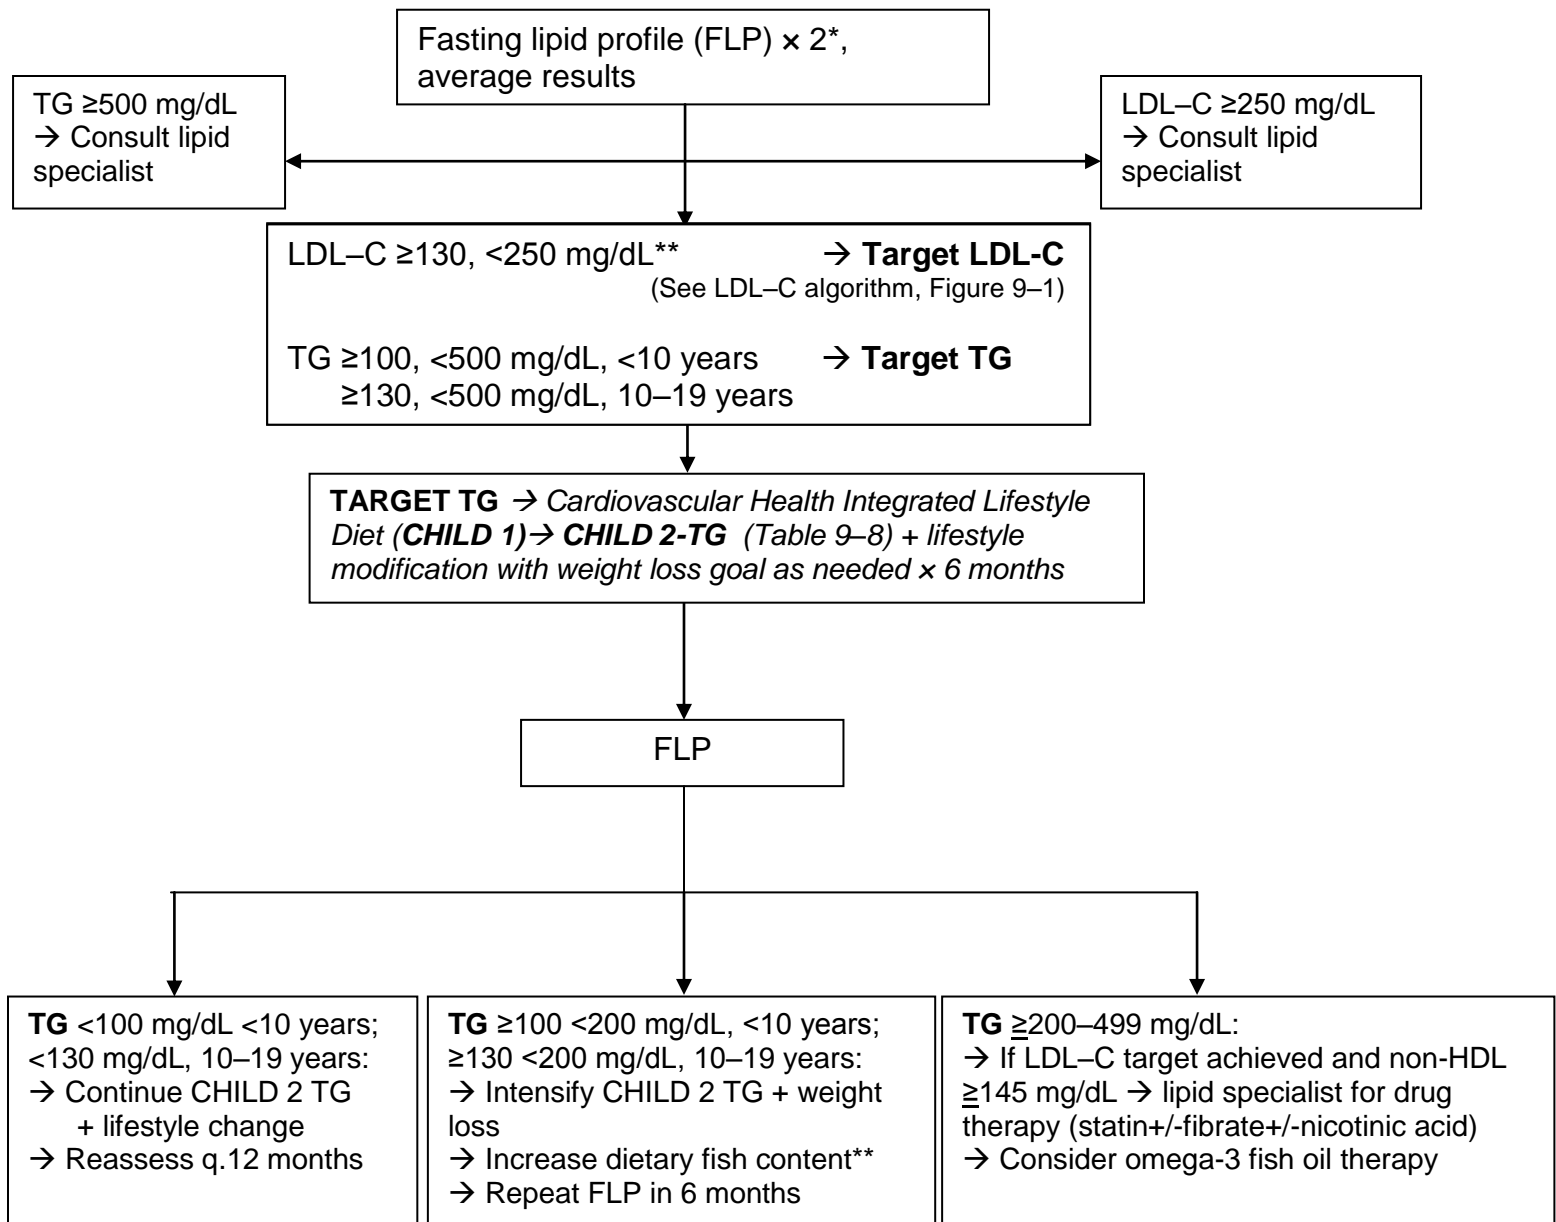 Fasting lipid profile (FLP) × 2*,
average results
TG ≥500 mg/dL
→ Consult lipid
specialist
LDL–C ≥250 mg/dL
→ Consult lipid
specialist
LDL–C ≥130, <250 mg/dL** → Target LDL-C
(See LDL–C algorithm, Figure 9–1)
TG ≥100, <500 mg/dL, <10 years → Target TG
≥130, <500 mg/dL, 10–19 years
TARGET TG → Cardiovascular Health Integrated Lifestyle
Diet (CHILD 1)→ CHILD 2-TG (Table 9–8) + lifestyle
modification with weight loss goal as needed × 6 months
FLP
TG <100 mg/dL <10 years;
<130 mg/dL, 10–19 years:
→ Continue CHILD 2 TG
+ lifestyle change
→ Reassess q.12 months
TG ≥100 <200 mg/dL, <10 years;
≥130 <200 mg/dL, 10–19 years:
→ Intensify CHILD 2 TG + weight
loss
→ Increase dietary fish content**
→ Repeat FLP in 6 months
TG ≥200–499 mg/dL:
→ If LDL–C target achieved and non-HDL
≥145 mg/dL → lipid specialist for drug
therapy (statin+/-fibrate+/-nicotinic acid)
→ Consider omega-3 fish oil therapy